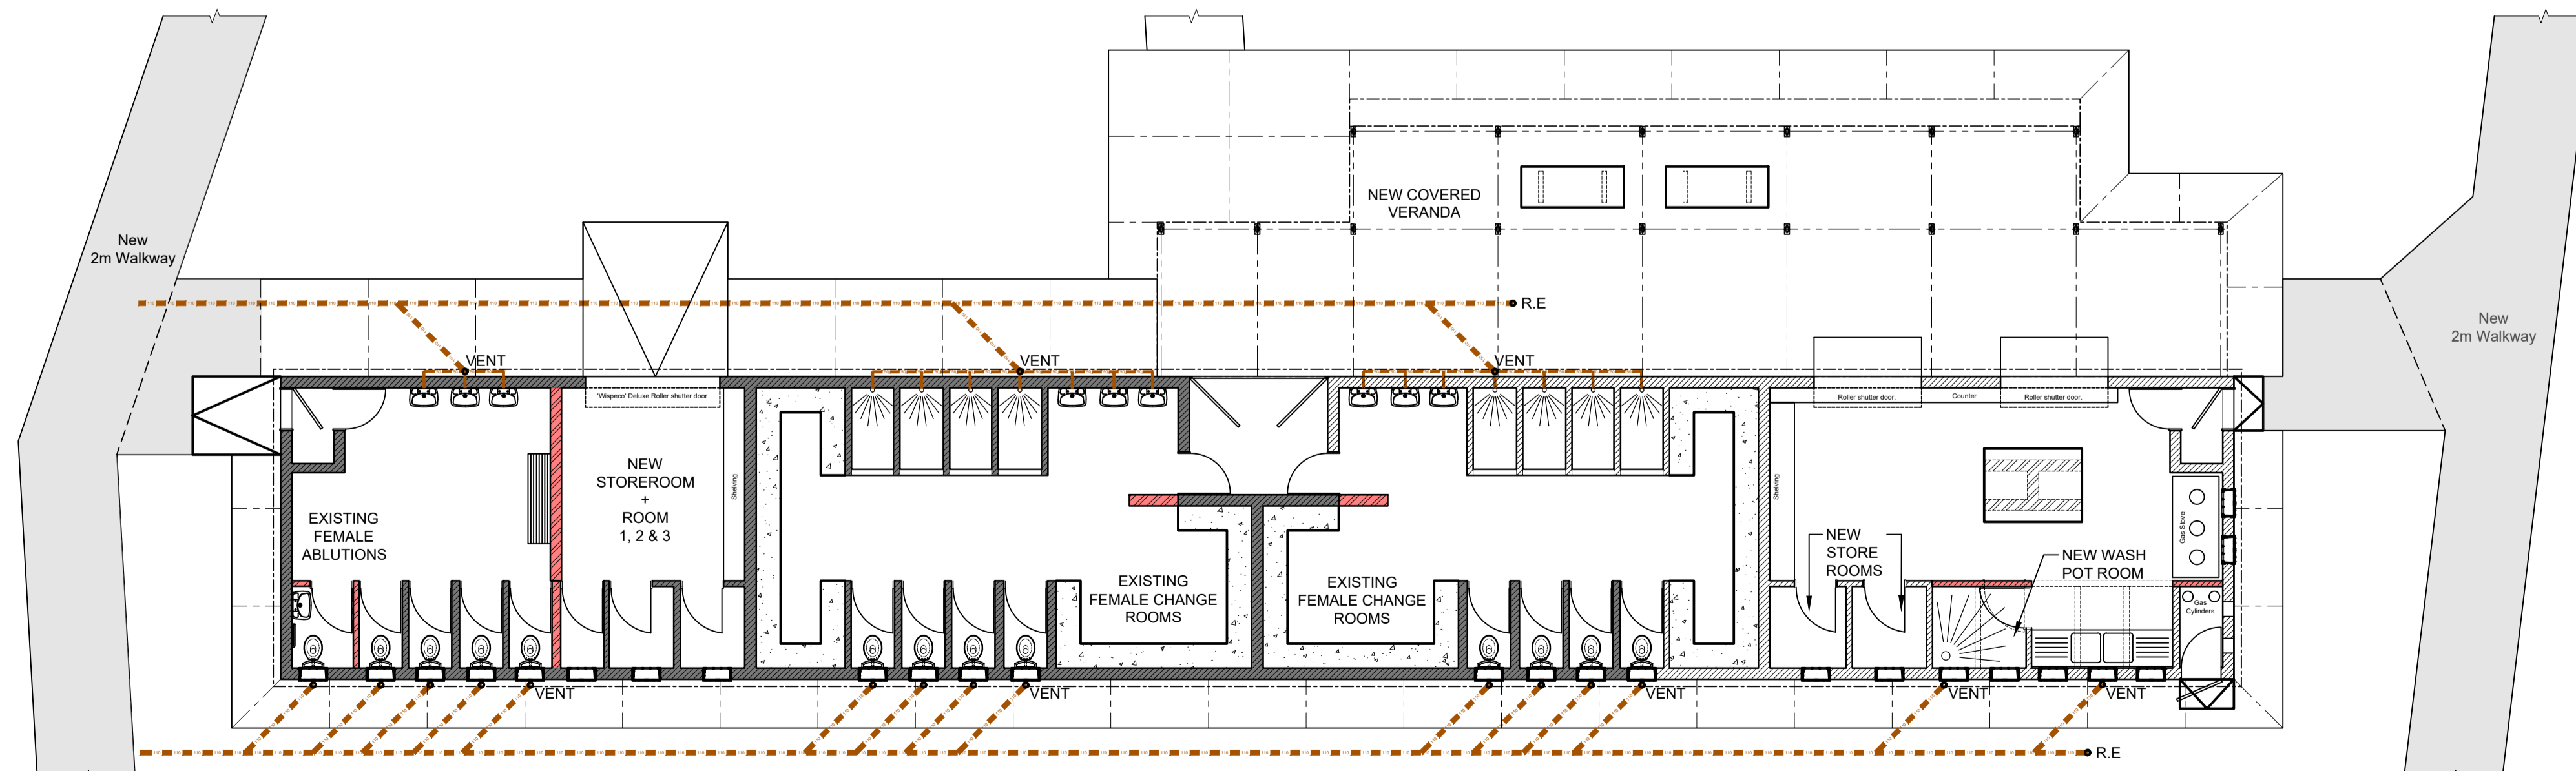 New
2m Walkway
NEW COVERED
VERANDA
New
2m Walkway
R.E
VENT
VENT
VENT
'Wispeco' Deluxe Roller shutter door
Roller shutter door.
Counter
Roller shutter door.
EXISTING
FEMALE
ABLUTIONS
NEW
STOREROOM
+
ROOM
1, 2 & 3
Shelving
EXISTING
FEMALE CHANGE
ROOMS
EXISTING
FEMALE CHANGE
ROOMS
Shelving
NEW
STORE
ROOMS
NEW WASH
POT ROOM
Gas Stove
Gas
Cylinders
VENT
VENT
VENT
VENT
VENT
R.E